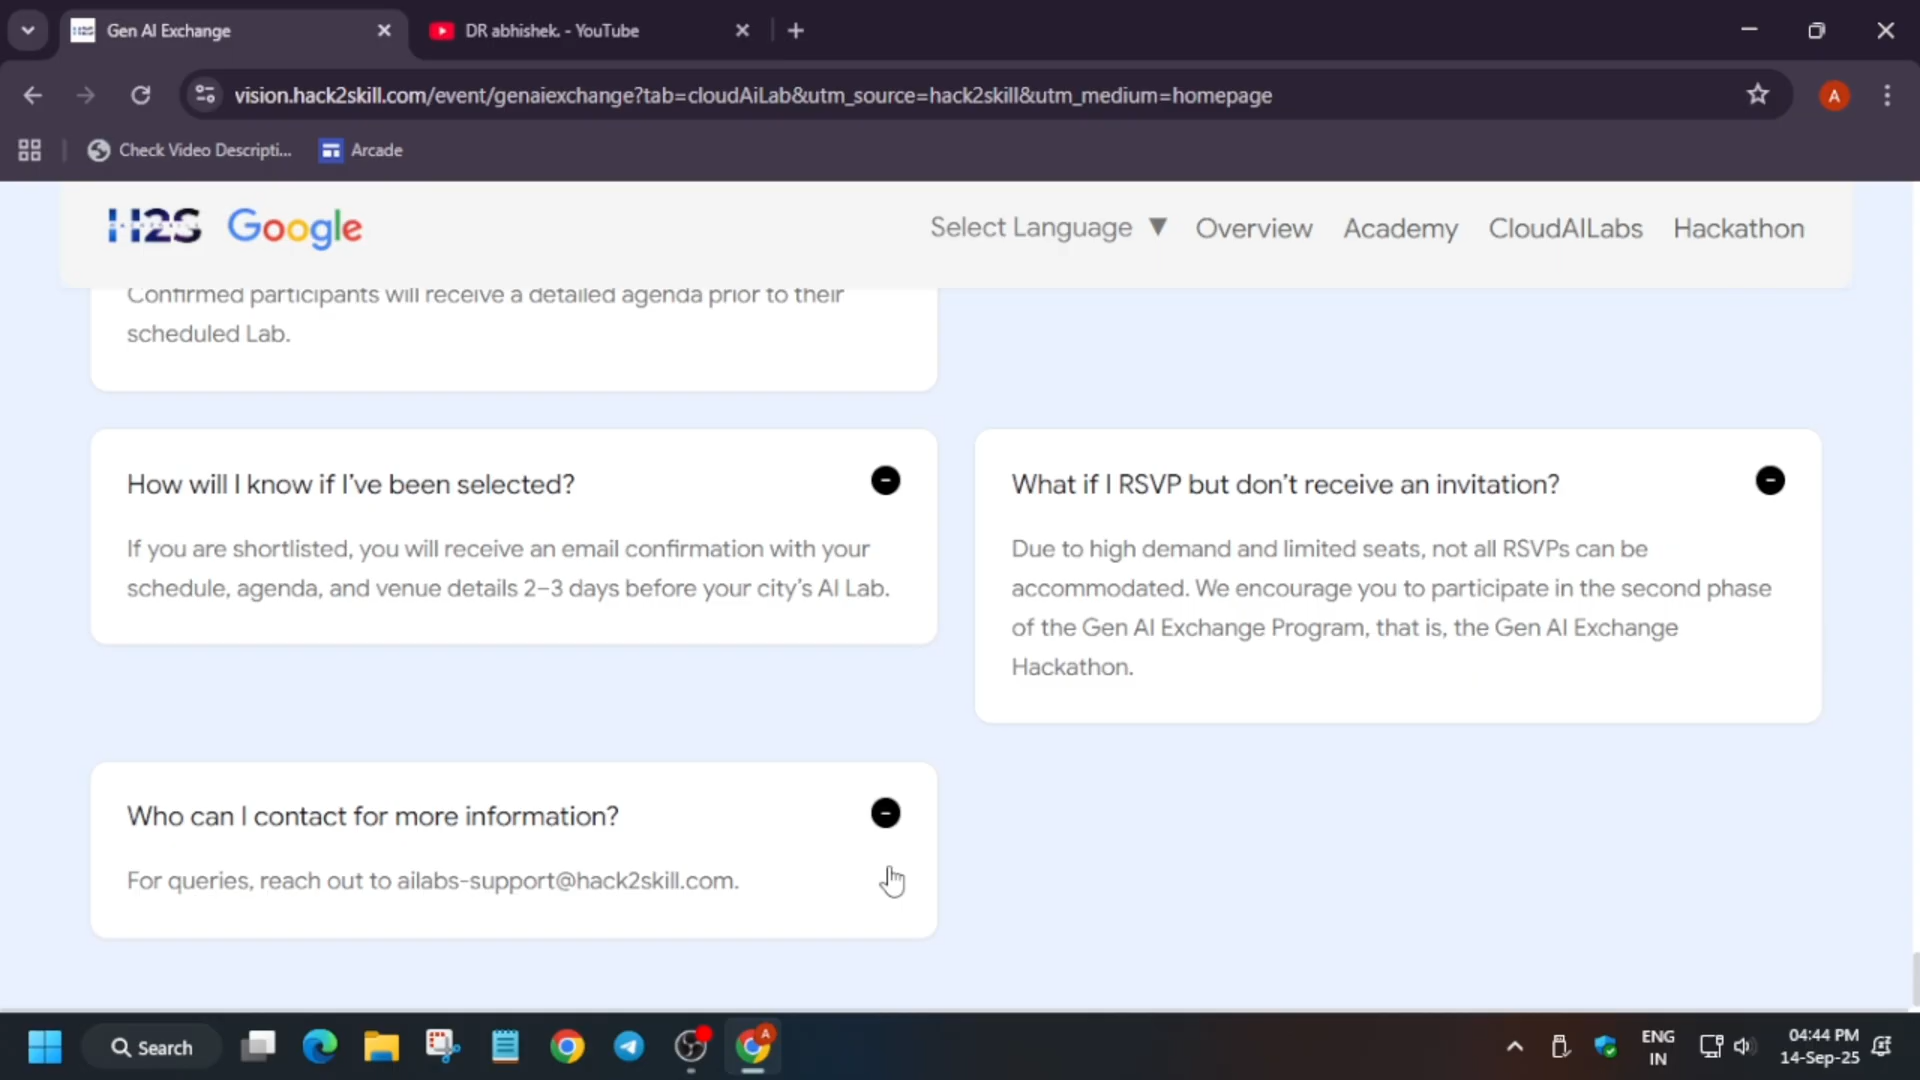 Gen AI Exchange
DR abhishek. - YouTube
vision.hack2skill.com/event/genaiexchange?tab=cloudAiLab&utm_source=hack2skill&utm_medium=homepage
A
Check Video Descripti...
Arcade
H2S
Google
Select Language ▼
Overview
Academy
CloudAILabs
Hackathon
Confirmed participants will receive a detailed agenda prior to their
scheduled Lab.
How will I know if I've been selected?
If you are shortlisted, you will receive an email confirmation with your
schedule, agenda, and venue details 2–3 days before your city's AI Lab.
What if I RSVP but don't receive an invitation?
Due to high demand and limited seats, not all RSVPs can be
accommodated. We encourage you to participate in the second phase
of the Gen AI Exchange Program, that is, the Gen AI Exchange
Hackathon.
Who can I contact for more information?
For queries, reach out to ailabs-support@hack2skill.com.
Search
A
ENG
IN
04:44 PM
14-Sep-25